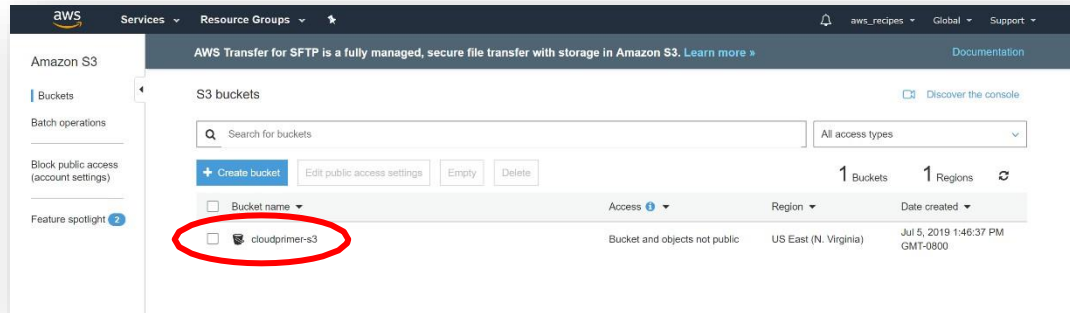 aws Services Resource Groups aws_recipes Global Support
Amazon S3
AWS Transfer for SFTP is a fully managed, secure file transfer with storage in Amazon S3. Learn more » Documentation
Buckets
Batch operations
Block public access
(account settings)
Feature spotlight 2
S3 buckets Discover the console
Search for buckets All access types
+ Create bucket Edit public access settings Empty Delete 1 Buckets 1 Regions
Bucket name Access Region Date created
cloudprimer-s3 Bucket and objects not public US East (N. Virginia) Jul 5, 2019 1:46:37 PM
GMT-0800